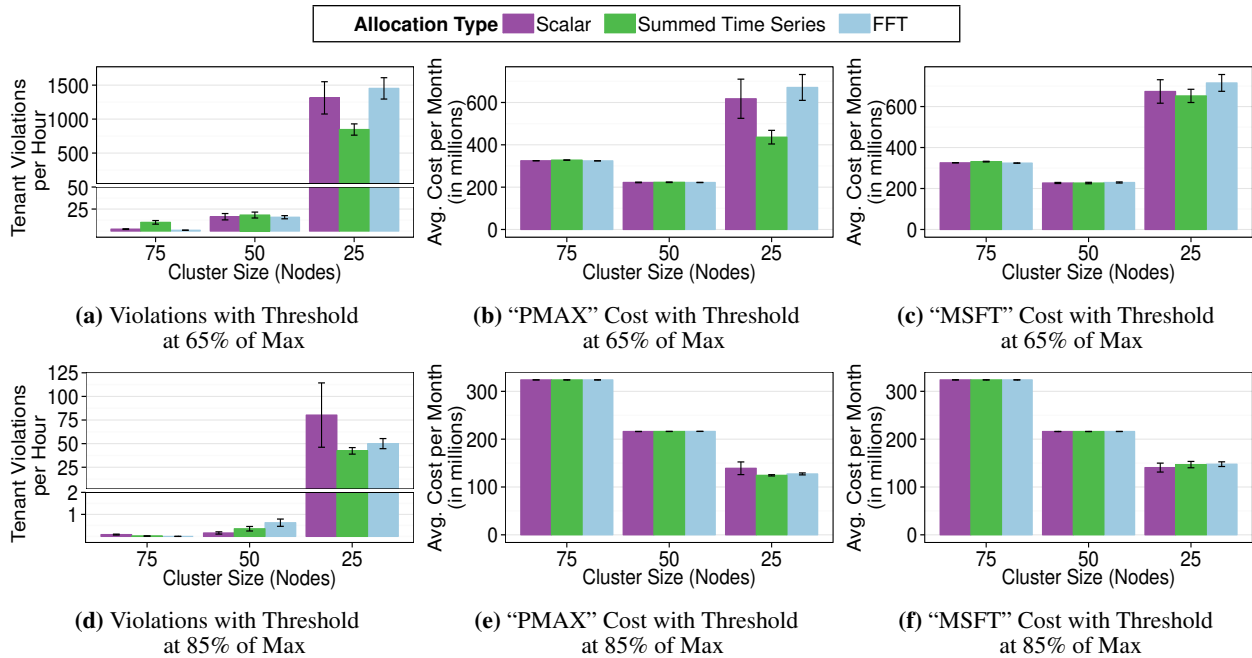 Allocation Type Scalar Summed Time Series FFT
Tenant Violations
per Hour
1500
1000
500
50
25
75 50 25
Cluster Size (Nodes)
(a) Violations with Threshold
at 65% of Max
Avg. Cost per Month
(in millions)
600
400
200
0
75 50 25
Cluster Size (Nodes)
(b) “PMAX” Cost with Threshold
at 65% of Max
Avg. Cost per Month
(in millions)
600
400
200
0
75 50 25
Cluster Size (Nodes)
(c) “MSFT” Cost with Threshold
at 65% of Max
Tenant Violations
per Hour
125
100
75
50
25
2
1
75 50 25
Cluster Size (Nodes)
(d) Violations with Threshold
at 85% of Max
Avg. Cost per Month
(in millions)
300
200
100
0
75 50 25
Cluster Size (Nodes)
(e) “PMAX” Cost with Threshold
at 85% of Max
Avg. Cost per Month
(in millions)
300
200
100
0
75 50 25
Cluster Size (Nodes)
(f) “MSFT” Cost with Threshold
at 85% of Max